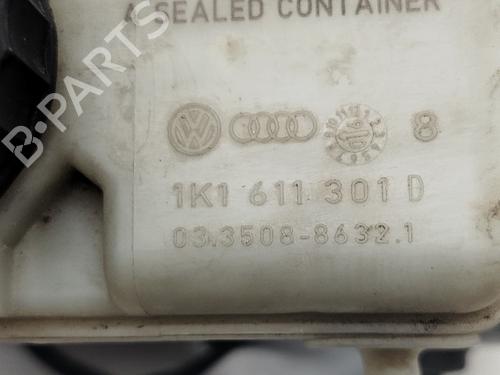 A SEALED CONTAINER
8
1K1 611 301 D
03.3508-8632.1
B-PARTS